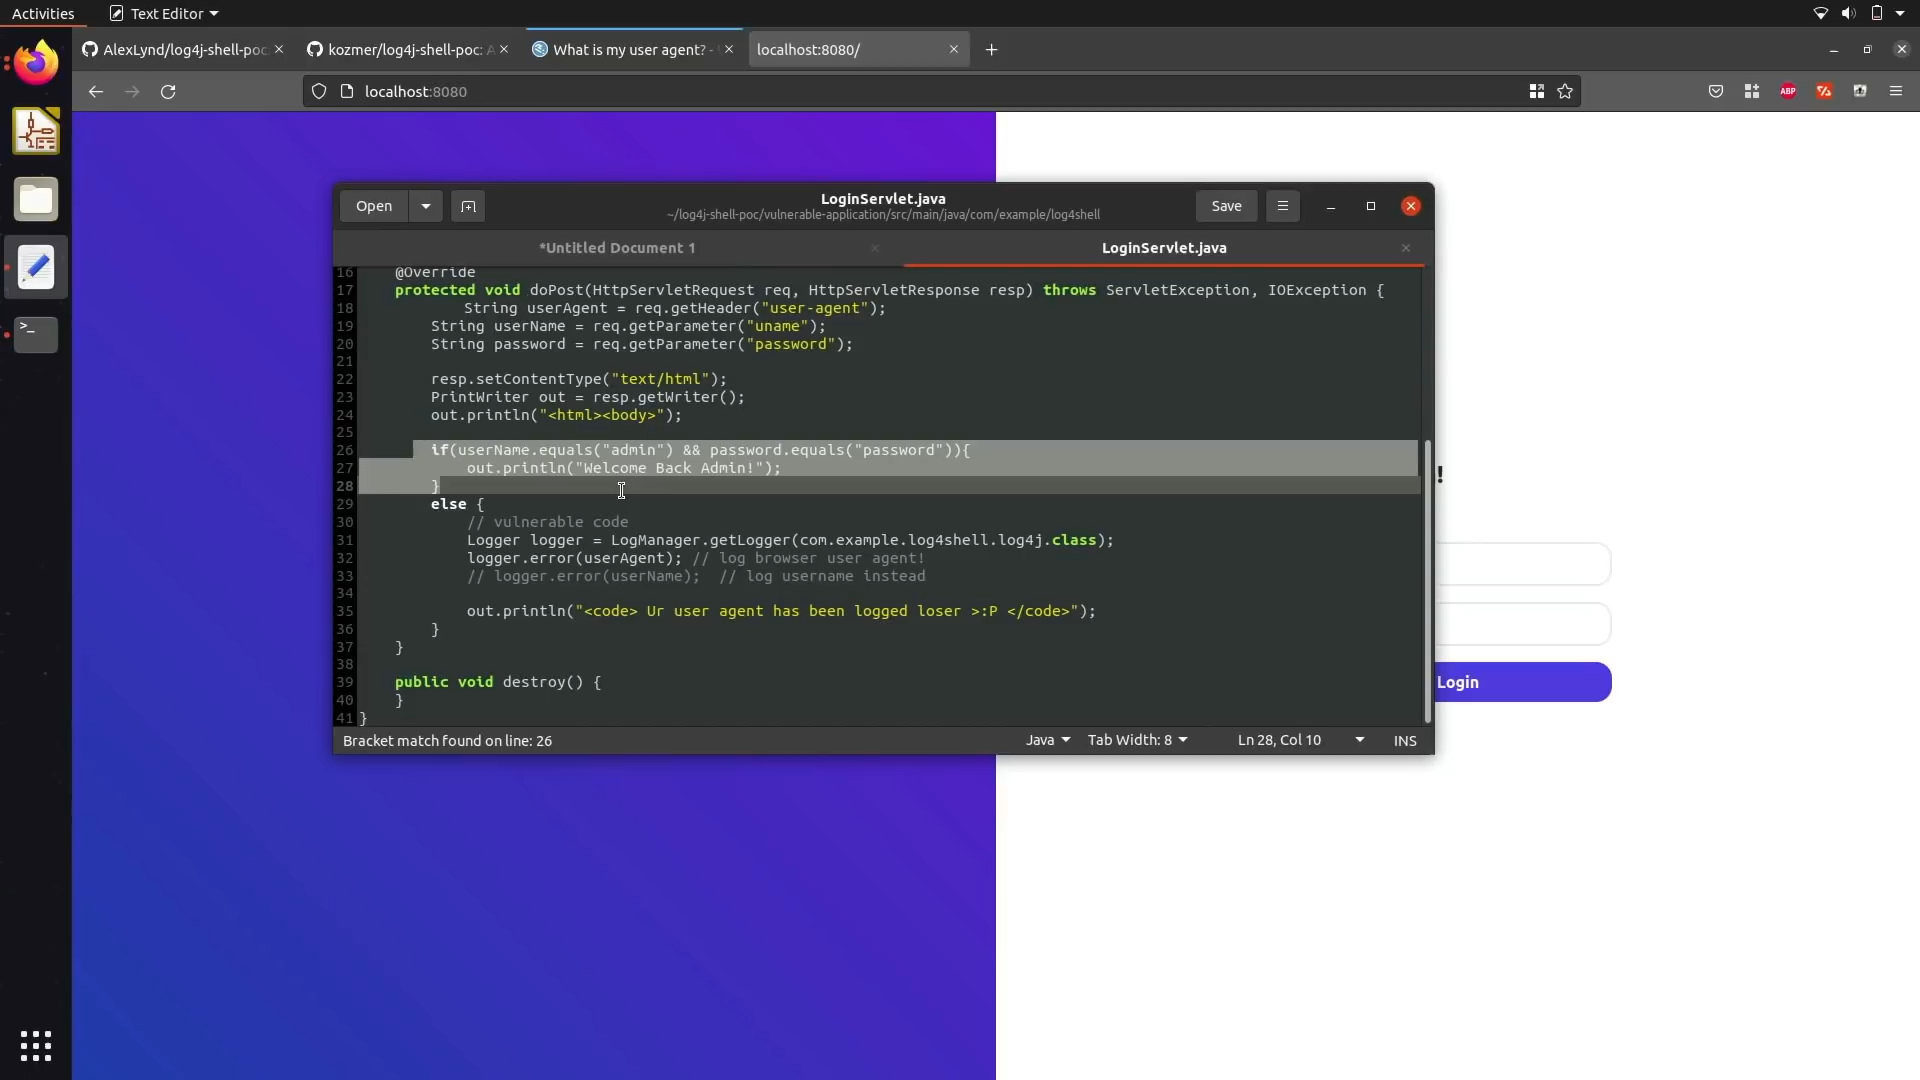 Activities
Text Editor
AlexLynd/log4j-shell-poc:
kozmer/log4j-shell-poc: A
What is my user agent? -
localhost:8080/
localhost:8080
ABP
Open
LoginServlet.java
~/log4j-shell-poc/vulnerable-application/src/main/java/com/example/log4shell
Save
*Untitled Document 1
LoginServlet.java
16 @Override
17 protected void doPost(HttpServletRequest req, HttpServletResponse resp) throws ServletException, IOException {
18 String userAgent = req.getHeader("user-agent");
19 String userName = req.getParameter("uname");
20 String password = req.getParameter("password");
21
22 resp.setContentType("text/html");
23 PrintWriter out = resp.getWriter();
24 out.println("<html><body>");
25
26 if(userName.equals("admin") && password.equals("password")){
27 out.println("Welcome Back Admin!");
28 }
29 else {
30 // vulnerable code
31 Logger logger = LogManager.getLogger(com.example.log4shell.log4j.class);
32 logger.error(userAgent); // log browser user agent!
33 // logger.error(userName);  // log username instead
34
35 out.println("<code> Ur user agent has been logged loser >:P </code>");
36 }
37 }
38
39 public void destroy() {
40 }
41 }
Bracket match found on line: 26
Java
Tab Width: 8
Ln 28, Col 10
INS
!
Login